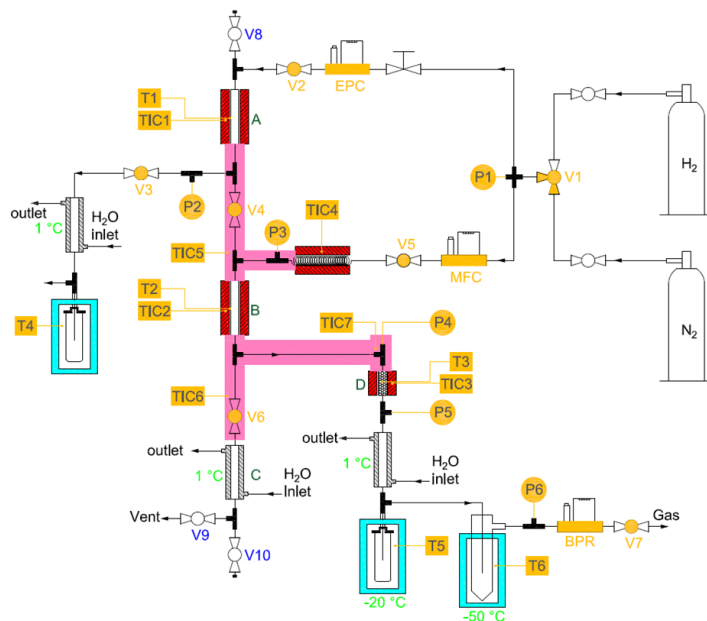 V8
V2
EPC
T1
TIC1
A
H2
P1
V1
V3
P2
V4
TIC4
outlet
H2O
inlet
1 °C
P3
TIC5
V5
MFC
T2
TIC2
B
N2
T4
TIC7
P4
T3
D
TIC3
TIC6
V6
P5
outlet
1 °C
C
H2O
Inlet
outlet
1 °C
H2O
inlet
Vent
V9
V10
P6
Gas
BPR
V7
T5
T6
-20 °C
-50 °C